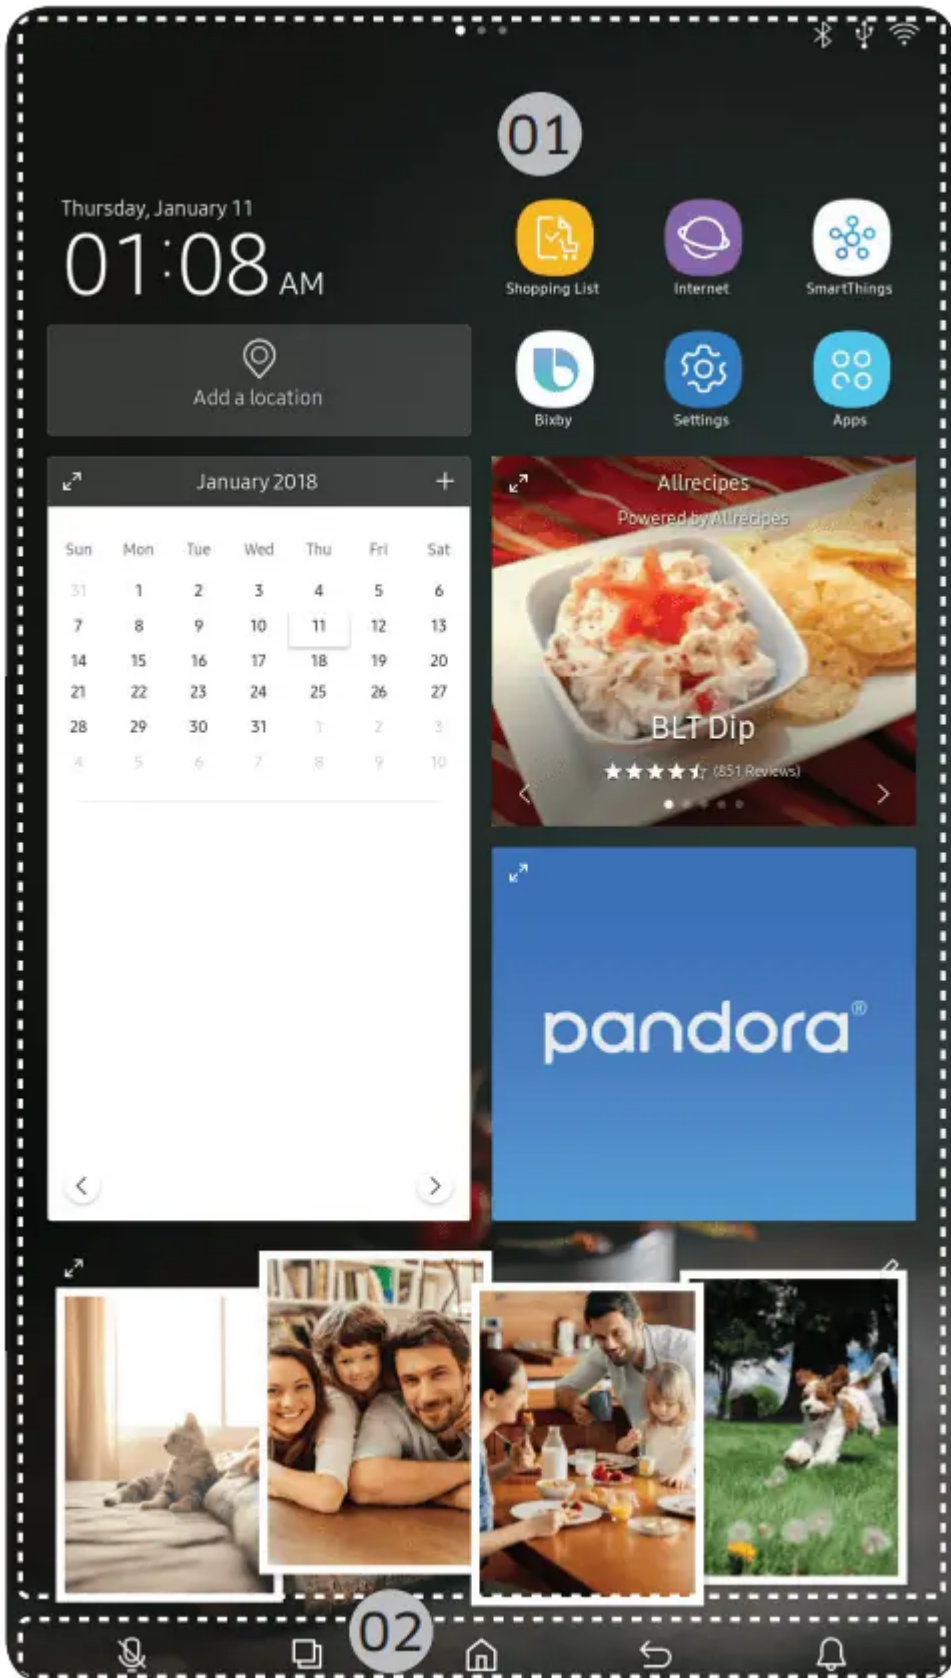 01
Thursday, January 11
01:08 AM
Shopping List
Internet
SmartThings
Add a location
Bixby
Settings
Apps
January 2018
Sun Mon Tue Wed Thu Fri Sat
31 1 2 3 4 5 6
7 8 9 10 11 12 13
14 15 16 17 18 19 20
21 22 23 24 25 26 27
28 29 30 31 1 2 3
4 5 6 7 8 9 10
Allrecipes
Powered by Allrecipes
BLT Dip
(851 Reviews)
pandora®
02